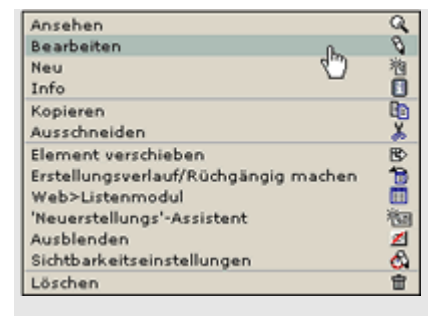 Ansehen
Bearbeiten
Neu
Info
Kopieren
Ausschneiden
Element verschieben
Erstellungsverlauf/Rüchgängig machen
Web>Listenmodul
'Neuerstellungs'-Assistent
Ausblenden
Sichtbarkeitseinstellungen
Löschen